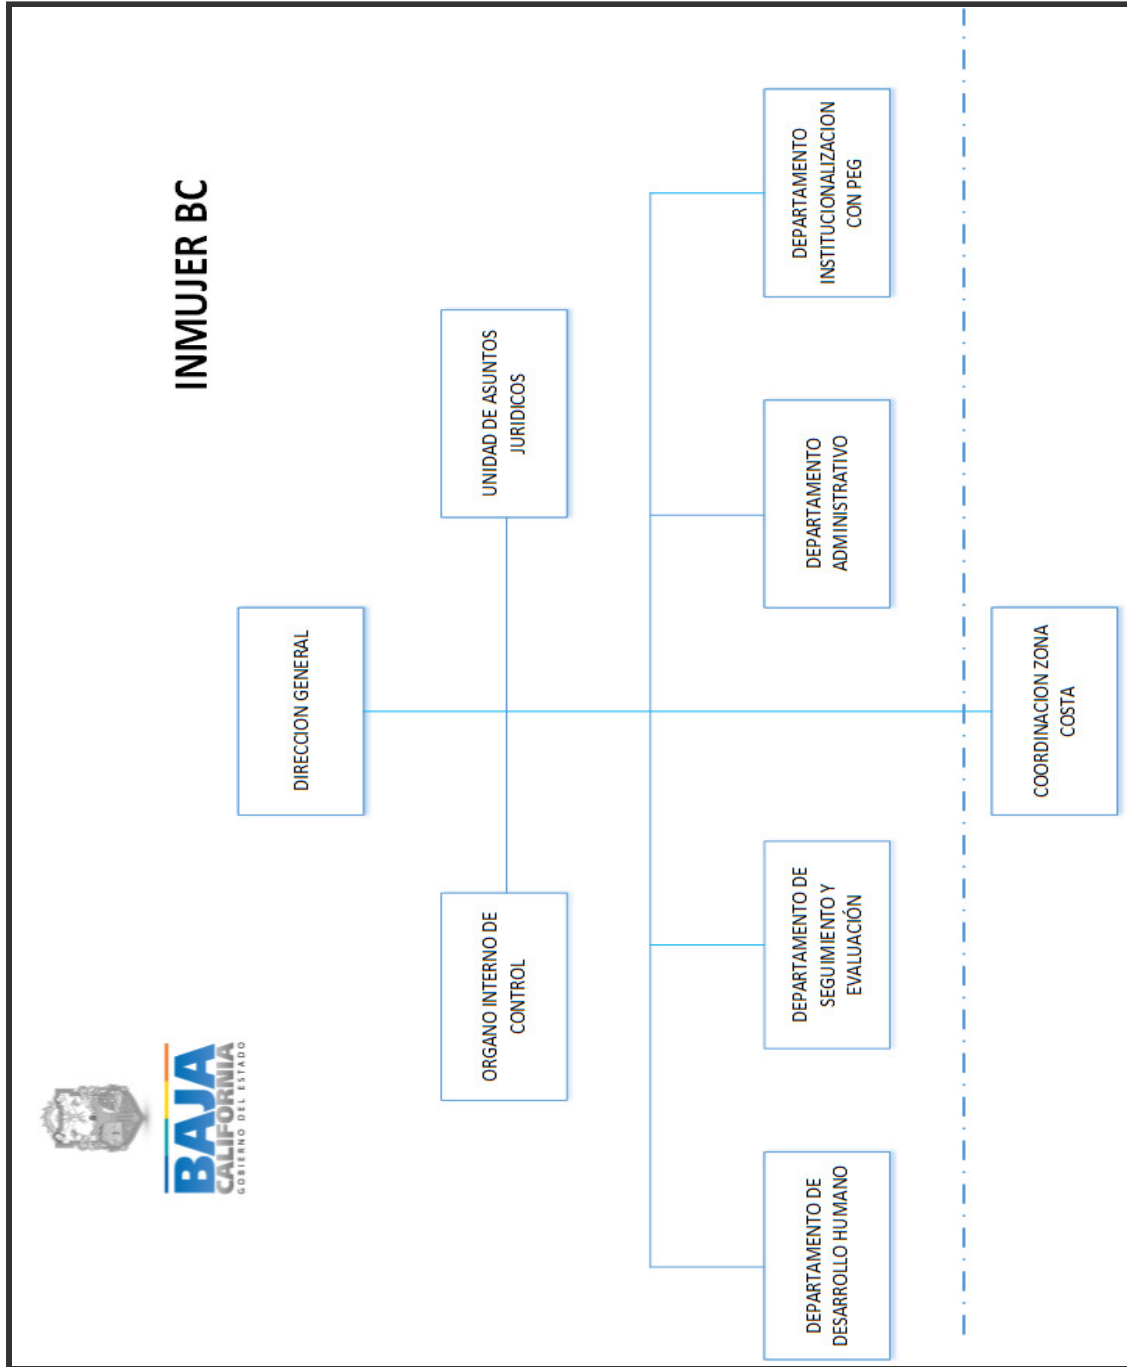 BAJA
CALIFORNIA
GOBIERNO DEL ESTADO
INMUJER BC
DIRECCION GENERAL
ORGANO INTERNO DE
CONTROL
UNIDAD DE ASUNTOS
JURIDICOS
DEPARTAMENTO DE
DESARROLLO HUMANO
DEPARTAMENTO DE
SEGUIMIENTO Y
EVALUACIÓN
DEPARTAMENTO
ADMINISTRATIVO
DEPARTAMENTO
INSTITUCIONALIZACION
CON PEG
COORDINACION ZONA
COSTA